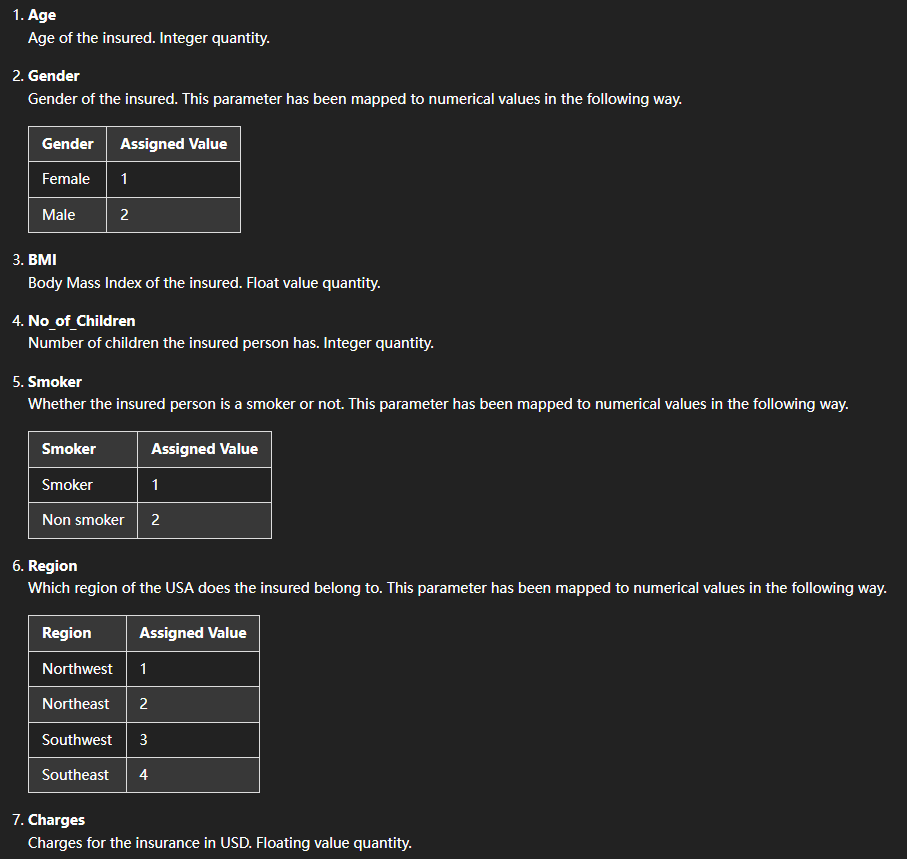 1. Age
Age of the insured. Integer quantity.
2. Gender
Gender of the insured. This parameter has been mapped to numerical values in the following way.
Gender Assigned Value
Female 1
Male 2
3. BMI
Body Mass Index of the insured. Float value quantity.
4. No_of_Children
Number of children the insured person has. Integer quantity.
5. Smoker
Whether the insured person is a smoker or not. This parameter has been mapped to numerical values in the following way.
Smoker Assigned Value
Smoker 1
Non smoker 2
6. Region
Which region of the USA does the insured belong to. This parameter has been mapped to numerical values in the following way.
Region Assigned Value
Northwest 1
Northeast 2
Southwest 3
Southeast 4
7. Charges
Charges for the insurance in USD. Floating value quantity.